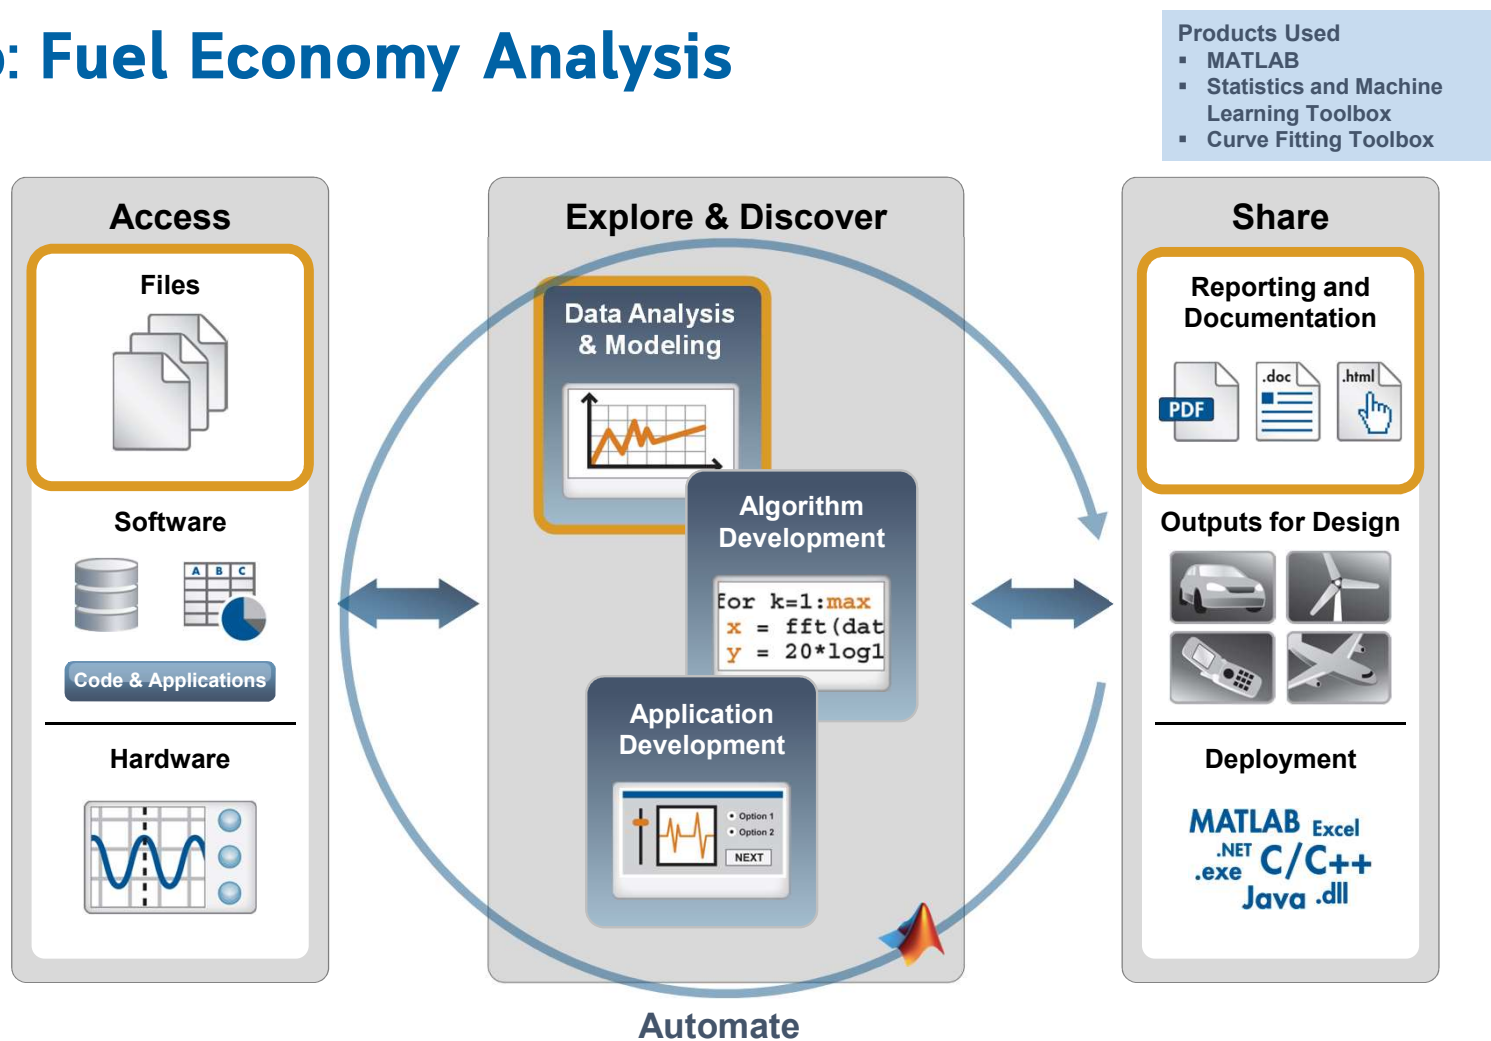 : Fuel Economy Analysis
Products Used
▪ MATLAB
▪ Statistics and Machine
Learning Toolbox
▪ Curve Fitting Toolbox
Access
Files
Software
A B C
Code & Applications
Hardware
Explore & Discover
Data Analysis
& Modeling
Algorithm
Development
for k=1:max
x = fft(dat
y = 20*log1
Application
Development
Option 1
Option 2
NEXT
Automate
Share
Reporting and
Documentation
PDF
.doc
.html
Outputs for Design
Deployment
MATLAB Excel
.NET C/C++
.exe
Java .dll